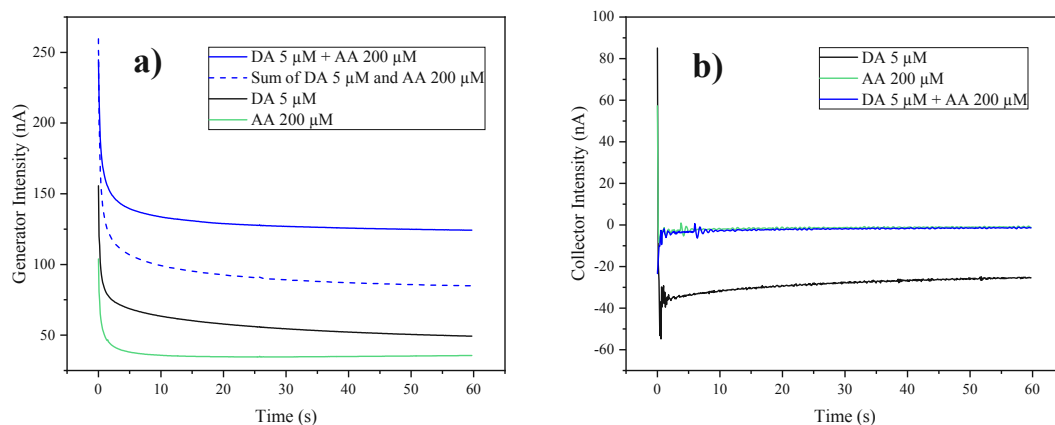 a)
DA 5 µM + AA 200 µM
Sum of DA 5 µM and AA 200 µM
DA 5 µM
AA 200 µM
250
200
150
100
50
0
10
20
30
40
50
60
Generator Intensity (nA)
Time (s)
b)
DA 5 µM
AA 200 µM
DA 5 µM + AA 200 µM
100
80
60
40
20
0
-20
-40
-60
0
10
20
30
40
50
60
Collector Intensity (nA)
Time (s)